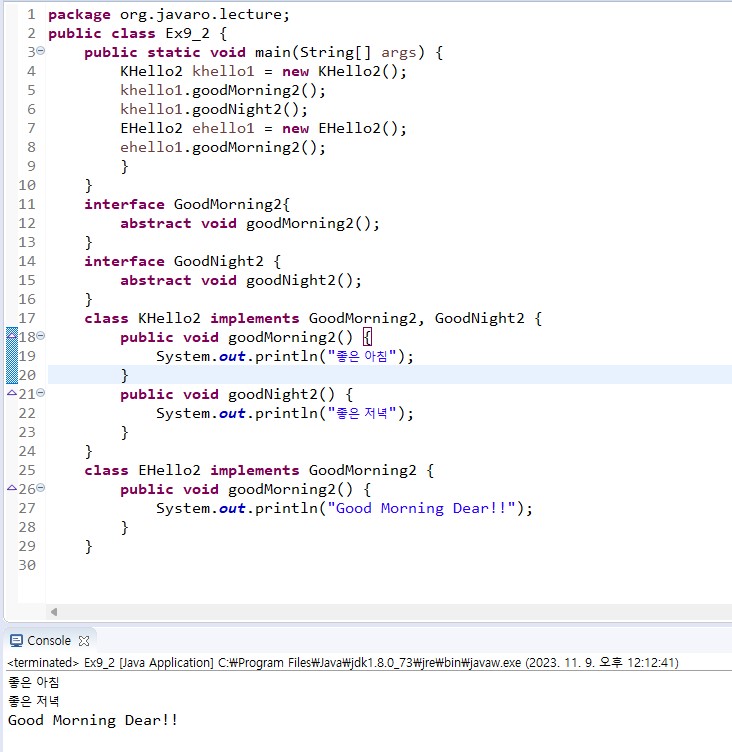 1 package org.javaro.lecture;
2 public class Ex9_2 {
3 public static void main(String[] args) {
4 KHello2 khello1 = new KHello2();
5 khello1.goodMorning2();
6 khello1.goodNight2();
7 EHello2 ehello1 = new EHello2();
8 ehello1.goodMorning2();
9 }
10 }
11 interface GoodMorning2{
12 abstract void goodMorning2();
13 }
14 interface GoodNight2 {
15 abstract void goodNight2();
16 }
17 class KHello2 implements GoodMorning2, GoodNight2 {
18 public void goodMorning2() {
19 System.out.println("좋은 아침");
20 }
21 public void goodNight2() {
22 System.out.println("좋은 저녁");
23 }
24 }
25 class EHello2 implements GoodMorning2 {
26 public void goodMorning2() {
27 System.out.println("Good Morning Dear!!");
28 }
29 }
30
Console
<terminated> Ex9_2 [Java Application] C:₩Program Files₩Java₩jdk1.8.0_73₩jre₩bin₩javaw.exe (2023. 11. 9. 오후 12:12:41)
좋은 아침
좋은 저녁
Good Morning Dear!!